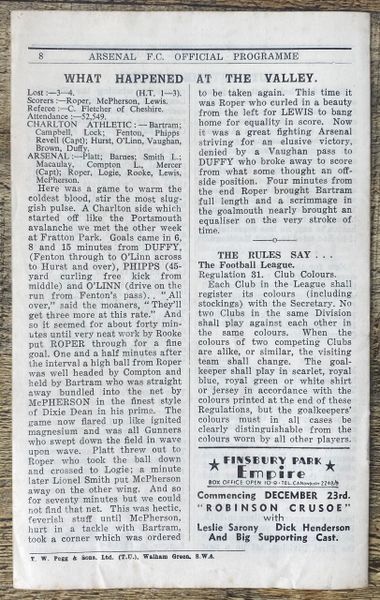 8 ARSENAL F.C. OFFICIAL PROGRAMME
WHAT HAPPENED AT THE VALLEY.
Lost :—3—4. (H.T. 1—3).
Scorers :—Roper, McPherson, Lewis.
Referee :—C. Fletcher of Cheshire.
Attendance :—52,549.
CHARLTON ATHLETIC :— Bartram;
Campbell, Lock; Fenton, Phipps
Revell (Capt); Hurst, O'Linn, Vaughan,
Brown, Duffy.
ARSENAL :—Platt; Barnes; Smith L.;
Macaulay, Compton L, Mercer
(Capt); Roper, Logie, Rooke, Lewis,
McPherson.
Here was a game to warm the
coldest blood, stir the most slug-
gish pulse. A Charlton side which
started off like the Portsmouth
avalanche we met the other week
at Fratton Park. Goals came in 6,
8 and 15 minutes from DUFFY,
(Fenton through to O'Linn across
to Hurst and over), PHIPPS (45-
yard curling free kick from
middle) and O'LINN (drive on the
run from Fenton's pass). "All
over," said the moaners, "They'll
get three more at this rate." And
so it seemed for about forty min-
utes until very neat work by Rooke
put ROPER through for a fine
goal. One and a half minutes after
the interval a high ball from Roper
was well headed by Compton and
held by Bartram who was straight
away bundled into the net by
McPHERSON in the finest style
of Dixie Dean in his prime. The
game now flared up like ignited
magnesium and was all Gunners
who swept down the field in wave
upon wave. Platt threw out to
Roper who took the ball down
and crossed to Logie; a minute
later Lionel Smith put McPherson
away on the other wing. And so
for seventy minutes but we could
not find that net. This was hectic,
feverish stuff until McPherson,
hurt in a tackle with Bartram,
took a corner which was ordered
to be taken again. This time it
was Roper who curled in a beauty
from the left for LEWIS to bang
home for equality in score. Now
it was a great fighting Arsenal
striving for an elusive victory,
denied by a Vaughan pass to
DUFFY who broke away to score
from what some thought an off-
side position. Four minutes from
the end Roper brought Bartram
full length and a scrimmage in
the goalmouth nearly brought an
equaliser on the very stroke of
time.
THE RULES SAY . . .
The Football League.
Regulation 31. Club Colours.
Each Club in the League shall
register its colours (including
stockings) with the Secretary. No
two Clubs in the same Division
shall play against each other in
the same colours. When the
colours of two competing Clubs
are alike, or similar, the visiting
team shall change. The goal-
keeper shall play in scarlet, royal
blue, royal green or white shirt
or jersey in accordance with the
colours printed at the end of these
Regulations, but the goalkeepers'
colours must in all cases be
clearly distinguishable from the
colours worn by all other players.
FINSBURY PARK
Empire
BOX OFFICE OPEN 10-9 · TEL. CANonbury 2248/9
Commencing DECEMBER 23rd.
"ROBINSON CRUSOE"
with
Leslie Sarony Dick Henderson
And Big Supporting Cast.
T. W. Pegg & Sons. Ltd. (T.U.), Walham Green, S.W.6.